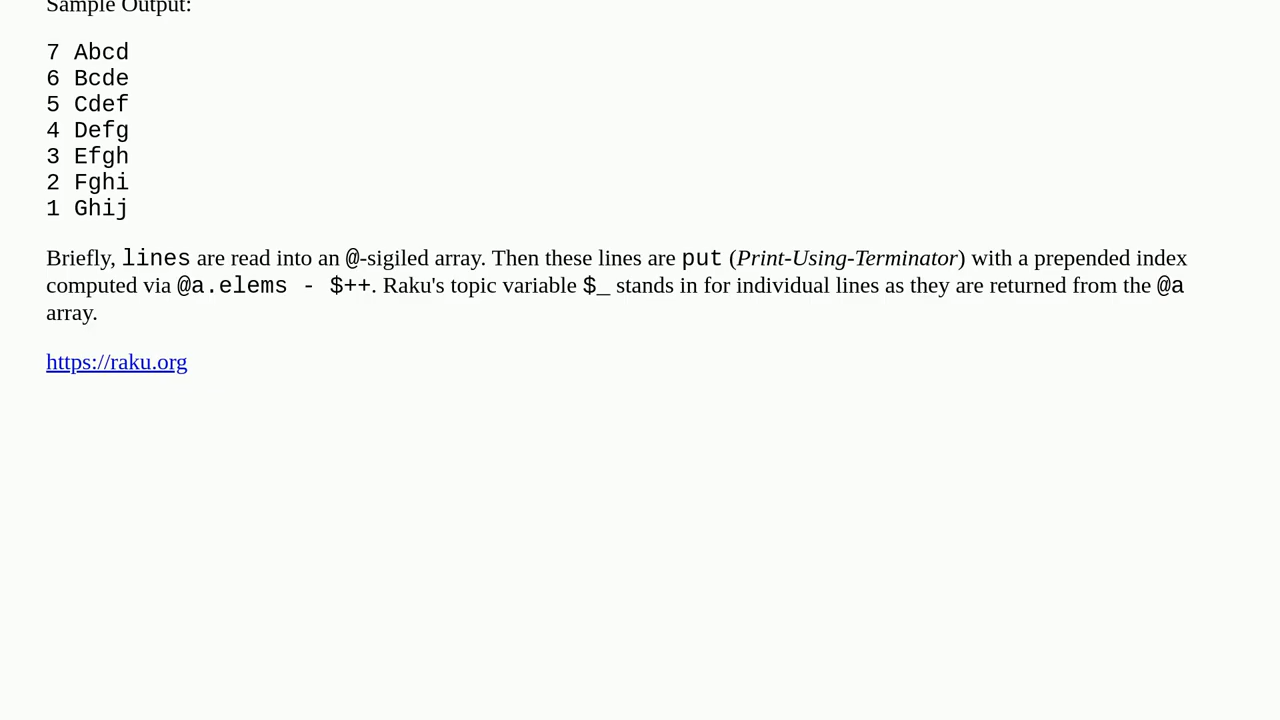 Sample Output:
7 Abcd
6 Bcde
5 Cdef
4 Defg
3 Efgh
2 Fghi
1 Ghij
Briefly, lines are read into an @-sigiled array. Then these lines are put (Print-Using-Terminator) with a prepended index
computed via @a.elems - $++. Raku's topic variable $_ stands in for individual lines as they are returned from the @a
array.
https://raku.org